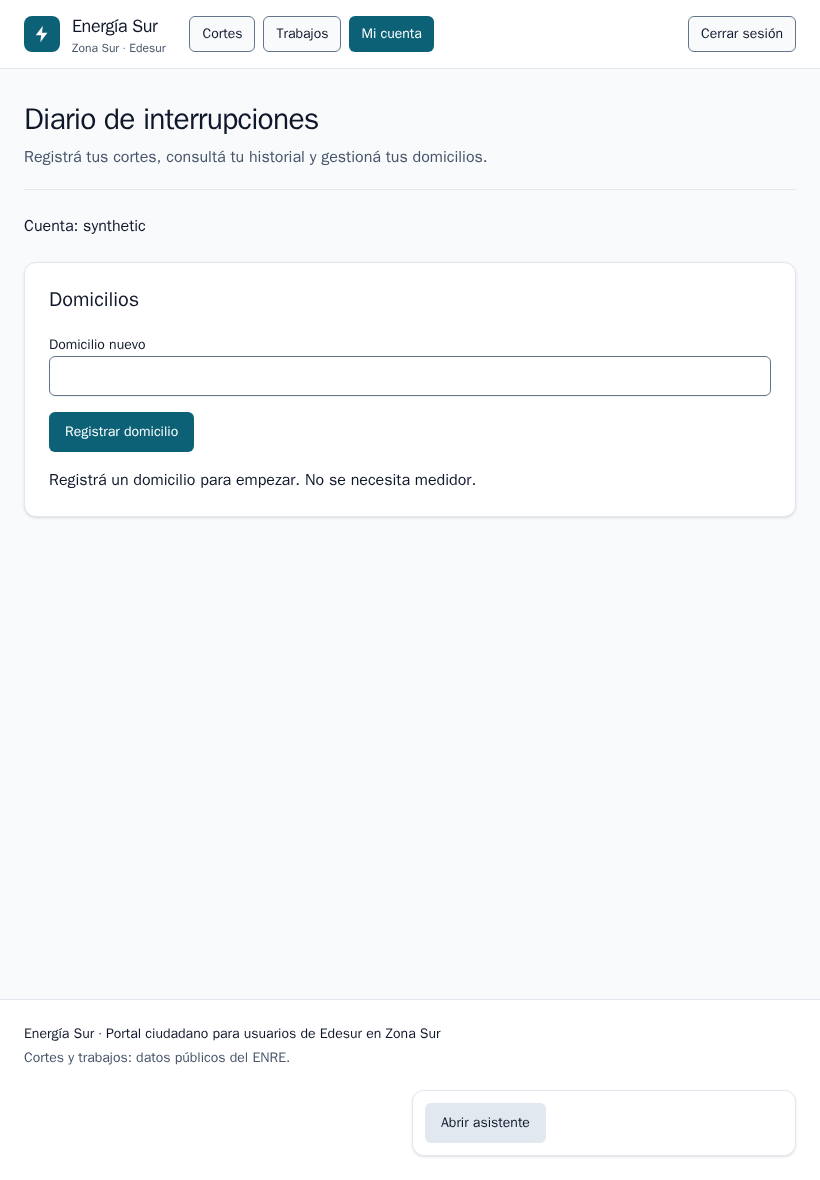 Energía Sur
Zona Sur · Edesur
Cortes
Trabajos
Mi cuenta
Cerrar sesión
Diario de interrupciones
Registrá tus cortes, consultá tu historial y gestioná tus domicilios.
Cuenta: synthetic
Domicilios
Domicilio nuevo
Registrar domicilio
Registrá un domicilio para empezar. No se necesita medidor.
Energía Sur · Portal ciudadano para usuarios de Edesur en Zona Sur
Cortes y trabajos: datos públicos del ENRE.
Abrir asistente